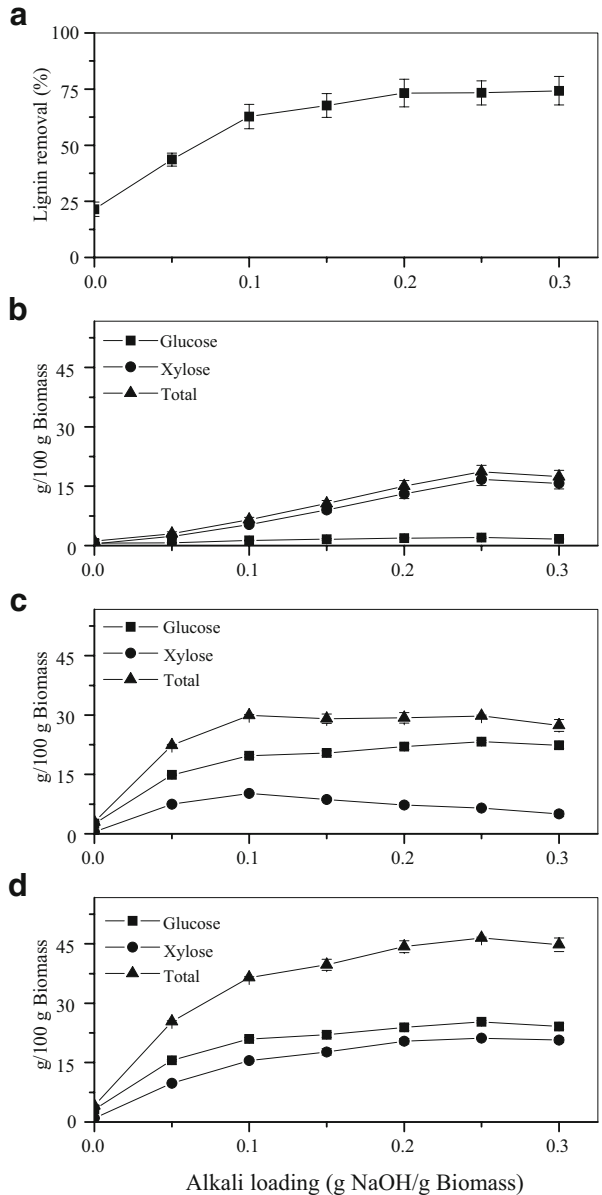 a
Lignin removal (%)
100
75
50
25
0
0.0 0.1 0.2 0.3
b
g/100 g Biomass
Glucose
Xylose
Total
45
30
15
0
0.0 0.1 0.2 0.3
c
g/100 g Biomass
Glucose
Xylose
Total
45
30
15
0
0.0 0.1 0.2 0.3
d
g/100 g Biomass
Glucose
Xylose
Total
45
30
15
0
0.0 0.1 0.2 0.3
Alkali loading (g NaOH/g Biomass)